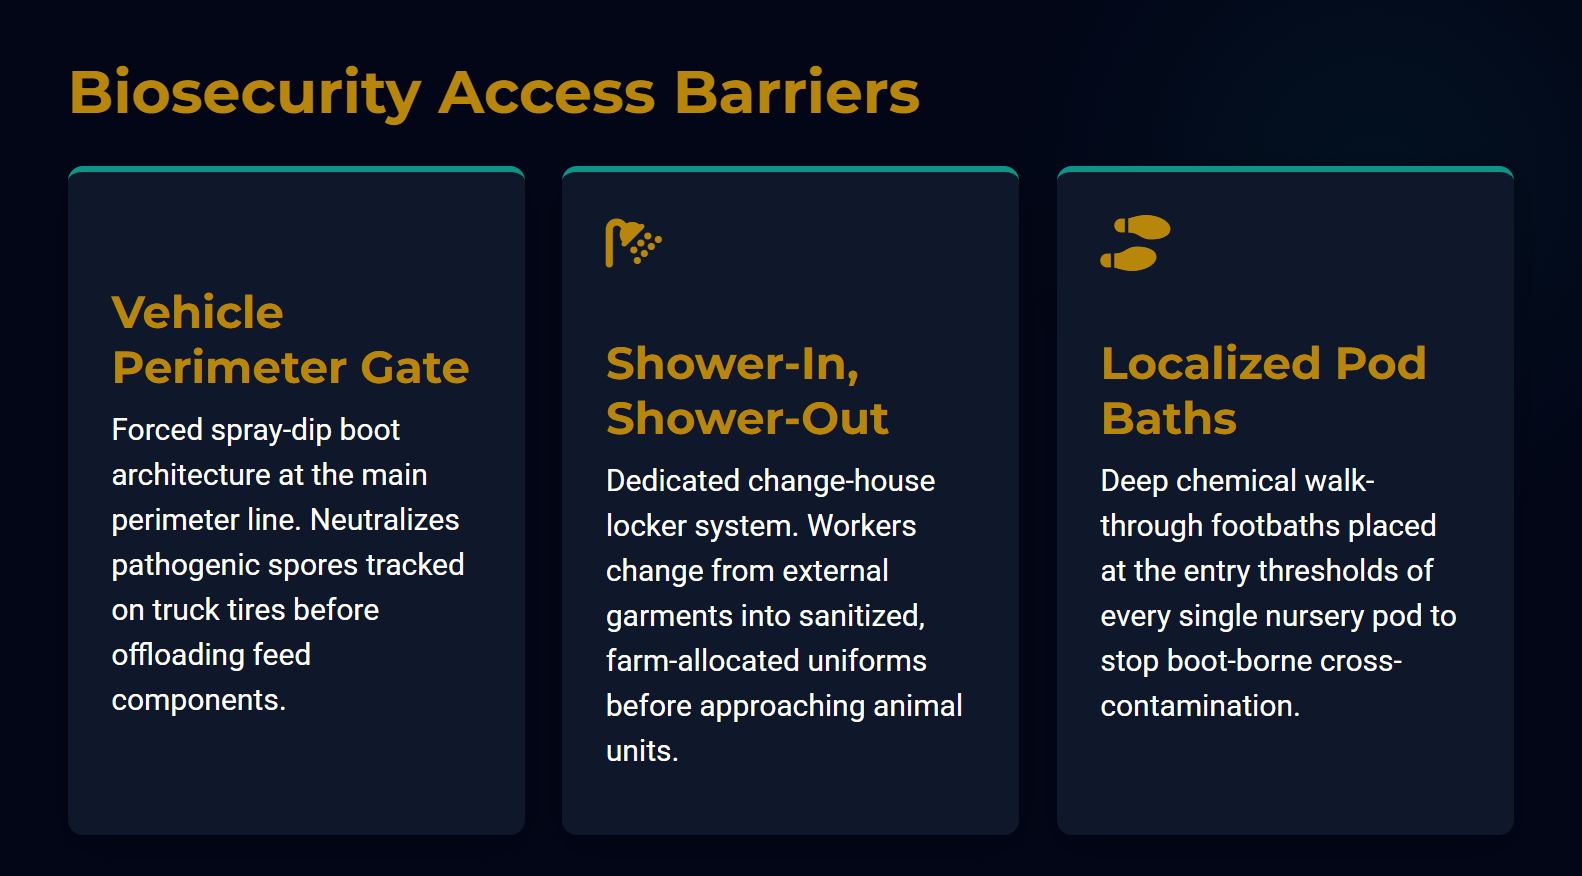 Biosecurity Access Barriers
Vehicle
Perimeter Gate
Forced spray-dip boot
architecture at the main
perimeter line. Neutralizes
pathogenic spores tracked
on truck tires before
offloading feed
components.
Shower-In,
Shower-Out
Dedicated change-house
locker system. Workers
change from external
garments into sanitized,
farm-allocated uniforms
before approaching animal
units.
Localized Pod
Baths
Deep chemical walk-
through footbaths placed
at the entry thresholds of
every single nursery pod to
stop boot-borne cross-
contamination.